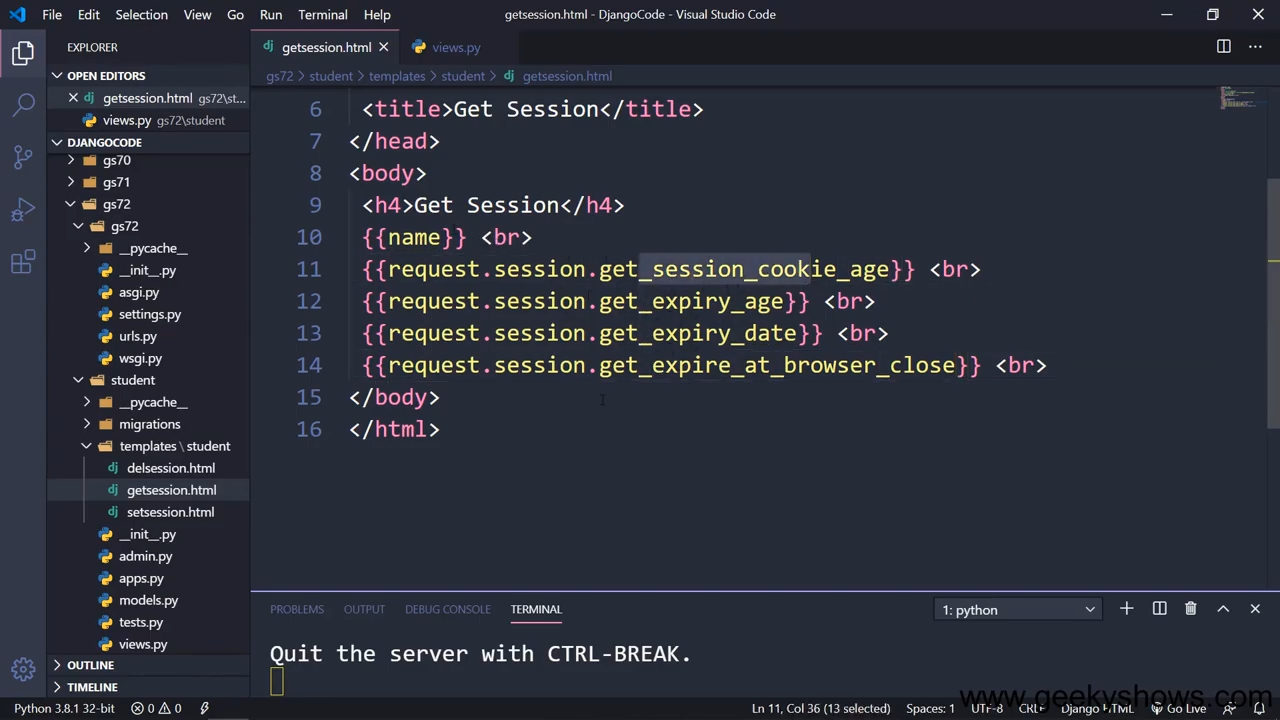 File Edit Selection View Go Run Terminal Help getsession.html - DjangoCode - Visual Studio Code
EXPLORER
getsession.html
views.py
OPEN EDITORS
gs72 student templates student getsession.html
getsession.html gs72\st...
views.py gs72\student
DJANGOCODE
gs70
gs71
gs72
gs72
__pycache__
__init__.py
asgi.py
settings.py
urls.py
wsgi.py
student
__pycache__
migrations
templates \ student
delsession.html
getsession.html
setsession.html
__init__.py
admin.py
apps.py
models.py
tests.py
views.py
OUTLINE
TIMELINE
6 <title>Get Session</title>
7 </head>
8 <body>
9 <h4>Get Session</h4>
10 {{name}} <br>
11 {{request.session.get_session_cookie_age}} <br>
12 {{request.session.get_expiry_age}} <br>
13 {{request.session.get_expiry_date}} <br>
14 {{request.session.get_expire_at_browser_close}} <br>
15 </body>
16 </html>
PROBLEMS OUTPUT DEBUG CONSOLE TERMINAL 1: python
Quit the server with CTRL-BREAK.
www.geekyshows.com
Python 3.8.1 32-bit 0 0 Ln 11, Col 36 (13 selected) Spaces: 1 UTF-8 CRLF Django HTML Go Live